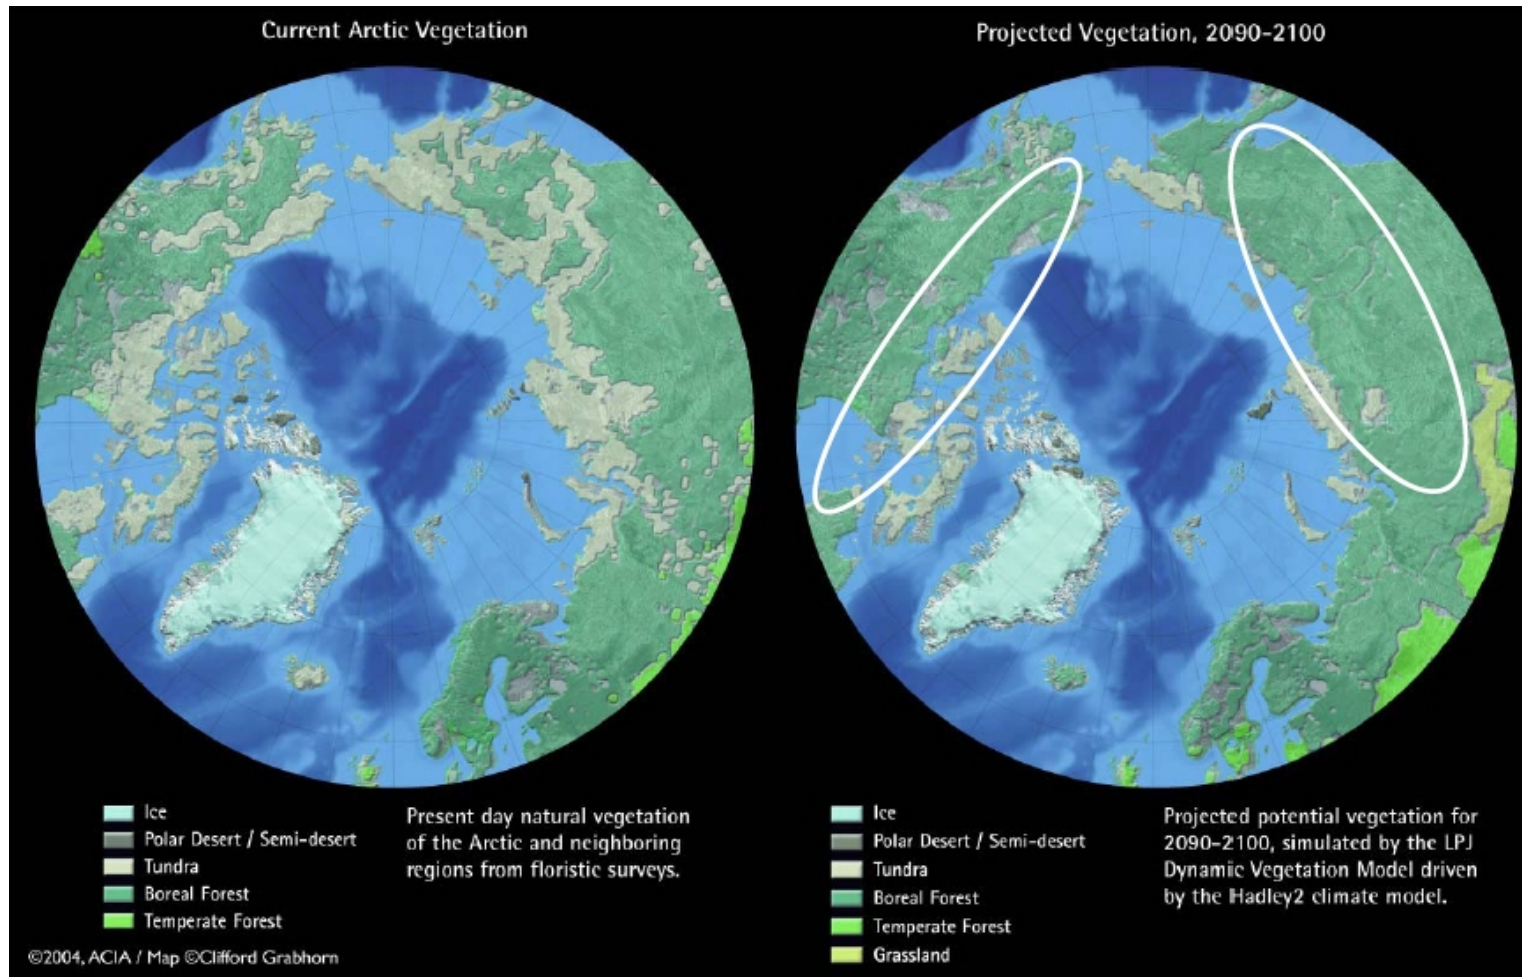 Current Arctic Vegetation
Projected Vegetation, 2090-2100
Ice
Polar Desert / Semi-desert
Tundra
Boreal Forest
Temperate Forest
Present day natural vegetation
of the Arctic and neighboring
regions from floristic surveys.
©2004, ACIA / Map ©Clifford Grabhorn
Ice
Polar Desert / Semi-desert
Tundra
Boreal Forest
Temperate Forest
Grassland
Projected potential vegetation for
2090-2100, simulated by the LPJ
Dynamic Vegetation Model driven
by the Hadley2 climate model.